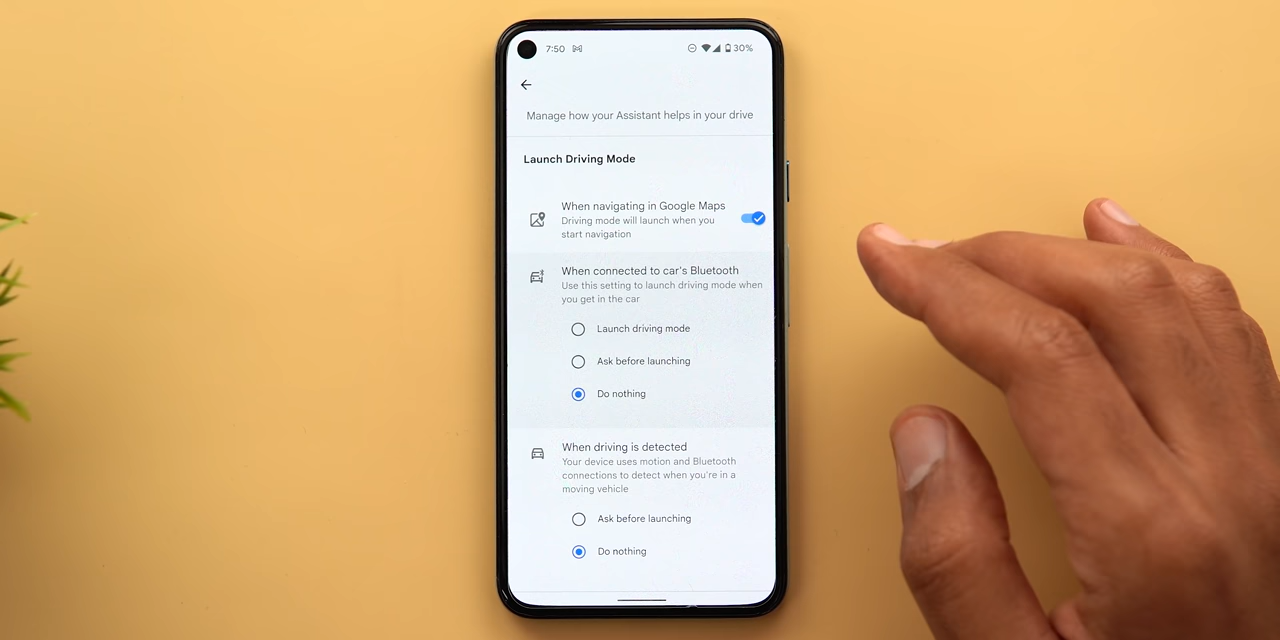 7:50 30%
Manage how your Assistant helps in your drive
Launch Driving Mode
When navigating in Google Maps
Driving mode will launch when you
start navigation
When connected to car's Bluetooth
Use this setting to launch driving mode when
you get in the car
Launch driving mode
Ask before launching
Do nothing
When driving is detected
Your device uses motion and Bluetooth
connections to detect when you're in a
moving vehicle
Ask before launching
Do nothing